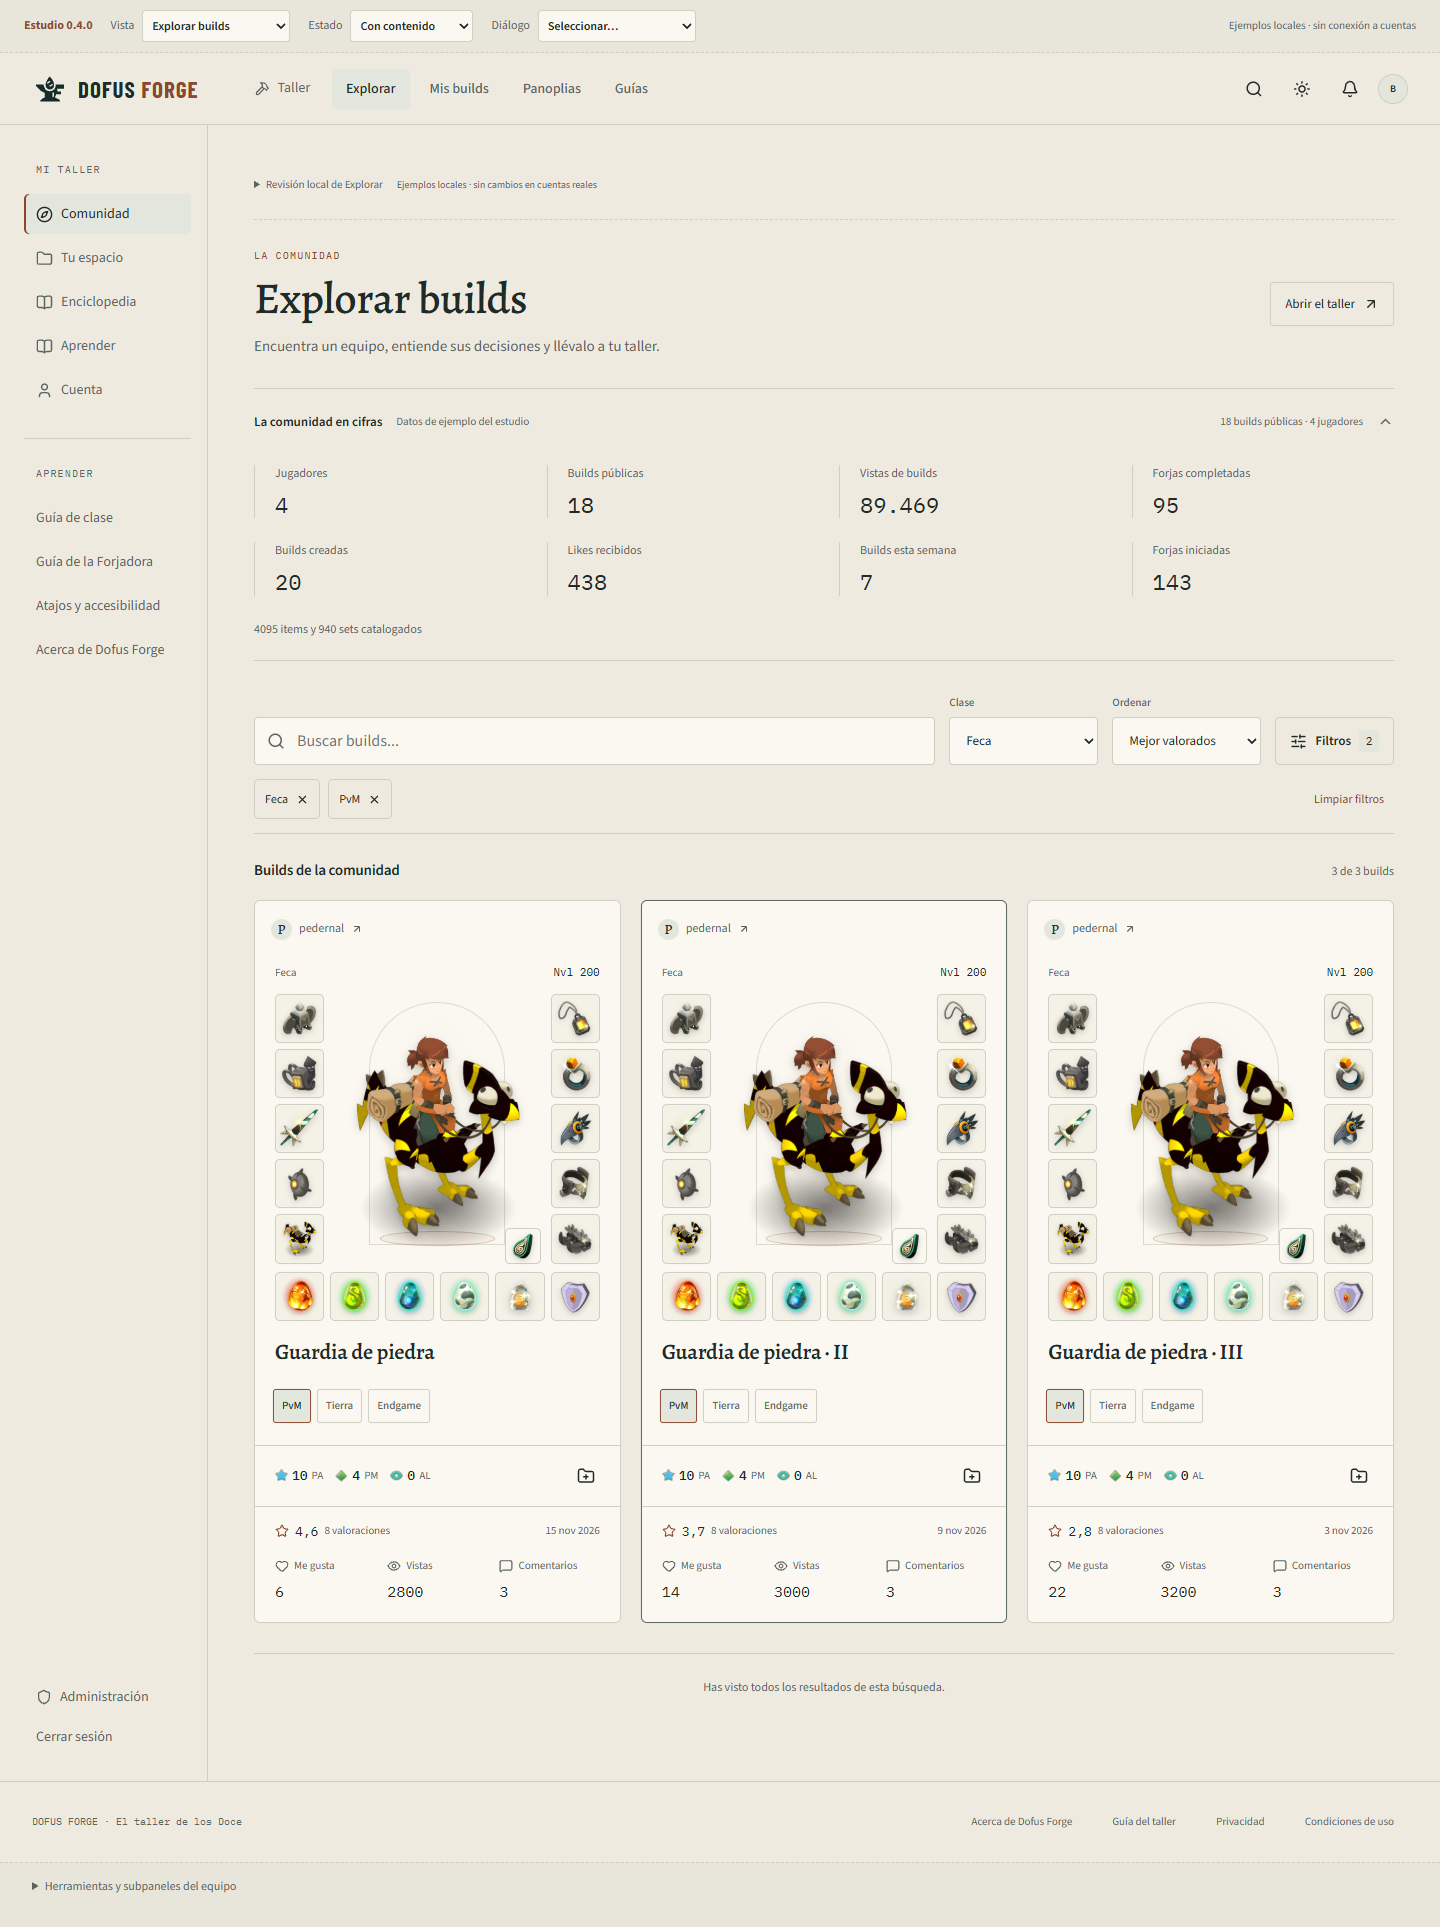 Estudio 0.4.0 Vista Explorar builds Estado Con contenido Diálogo Seleccionar... Ejemplos locales · sin conexión a cuentas
DOFUS FORGE Taller Explorar Mis builds Panoplias Guías B
MI TALLER
Comunidad
Tu espacio
Enciclopedia
Aprender
Cuenta
APRENDER
Guía de clase
Guía de la Forjadora
Atajos y accesibilidad
Acerca de Dofus Forge
Administración
Cerrar sesión
Revisión local de Explorar Ejemplos locales · sin cambios en cuentas reales
LA COMUNIDAD
Explorar builds
Abrir el taller
Encuentra un equipo, entiende sus decisiones y llévalo a tu taller.
La comunidad en cifras Datos de ejemplo del estudio 18 builds públicas · 4 jugadores
Jugadores Builds públicas Vistas de builds Forjas completadas
4 18 89.469 95
Builds creadas Likes recibidos Builds esta semana Forjas iniciadas
20 438 7 143
4095 items y 940 sets catalogados
Clase Ordenar
Buscar builds... Feca Mejor valorados Filtros 2
Feca PvM Limpiar filtros
Builds de la comunidad 3 de 3 builds
P pedernal
Feca Nvl 200
Guardia de piedra
PvM Tierra Endgame
10 PA 4 PM 0 AL
4,6 8 valoraciones 15 nov 2026
Me gusta Vistas Comentarios
6 2800 3
P pedernal
Feca Nvl 200
Guardia de piedra · II
PvM Tierra Endgame
10 PA 4 PM 0 AL
3,7 8 valoraciones 9 nov 2026
Me gusta Vistas Comentarios
14 3000 3
P pedernal
Feca Nvl 200
Guardia de piedra · III
PvM Tierra Endgame
10 PA 4 PM 0 AL
2,8 8 valoraciones 3 nov 2026
Me gusta Vistas Comentarios
22 3200 3
Has visto todos los resultados de esta búsqueda.
DOFUS FORGE · El taller de los Doce Acerca de Dofus Forge Guía del taller Privacidad Condiciones de uso
Herramientas y subpaneles del equipo